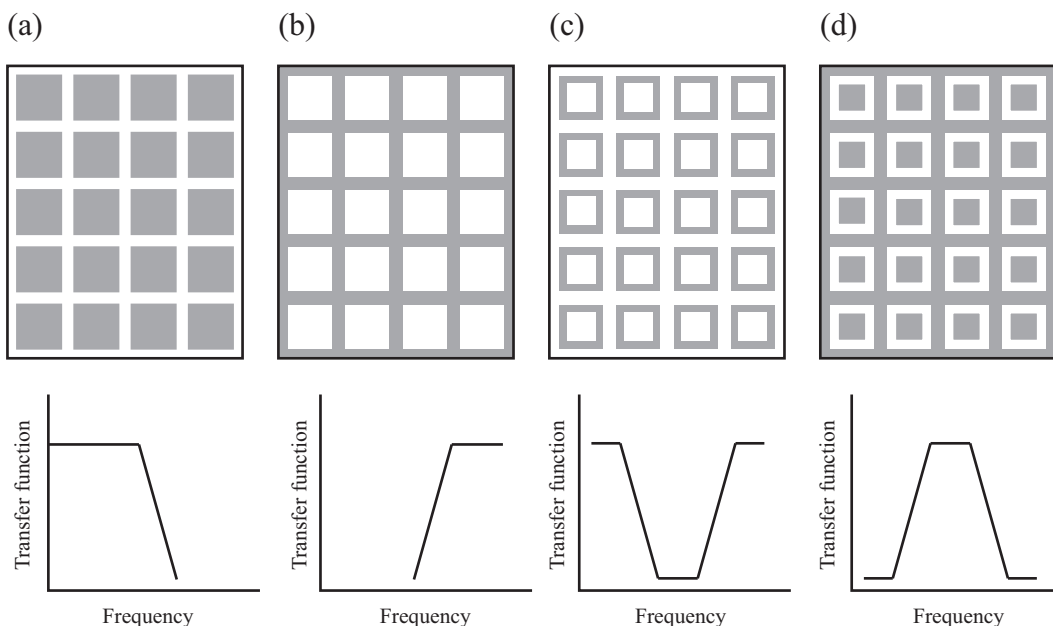 (a)
(b)
(c)
(d)
Transfer function
Frequency
Transfer function
Frequency
Transfer function
Frequency
Transfer function
Frequency